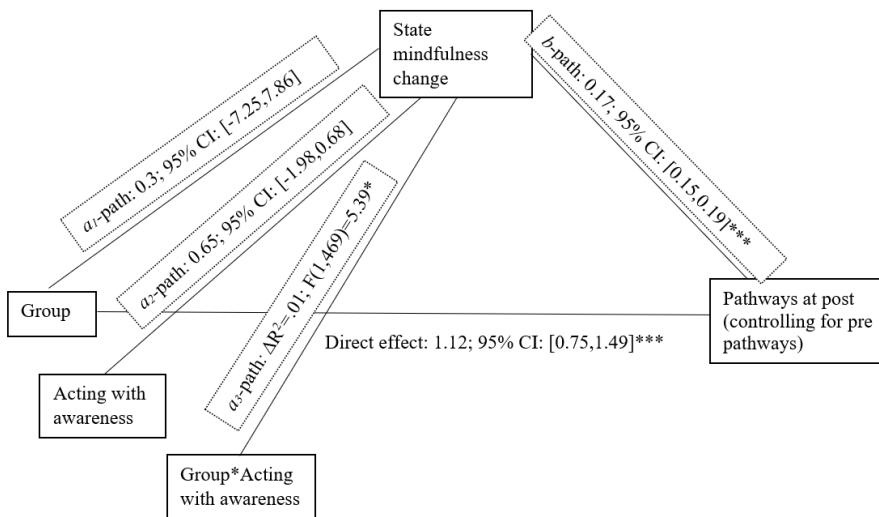 State
mindfulness
change
a1-path: 0.3; 95% CI: [-7.25,7.86]
a2-path: 0.65; 95% CI: [-1.98,0.68]
a3-path: ΔR²=.01; F(1,469)=5.39*
b-path: 0.17; 95% CI: [0.15,0.19]***
Group
Direct effect: 1.12; 95% CI: [0.75,1.49]***
Pathways at post
(controlling for pre
pathways)
Acting with
awareness
Group*Acting
with awareness